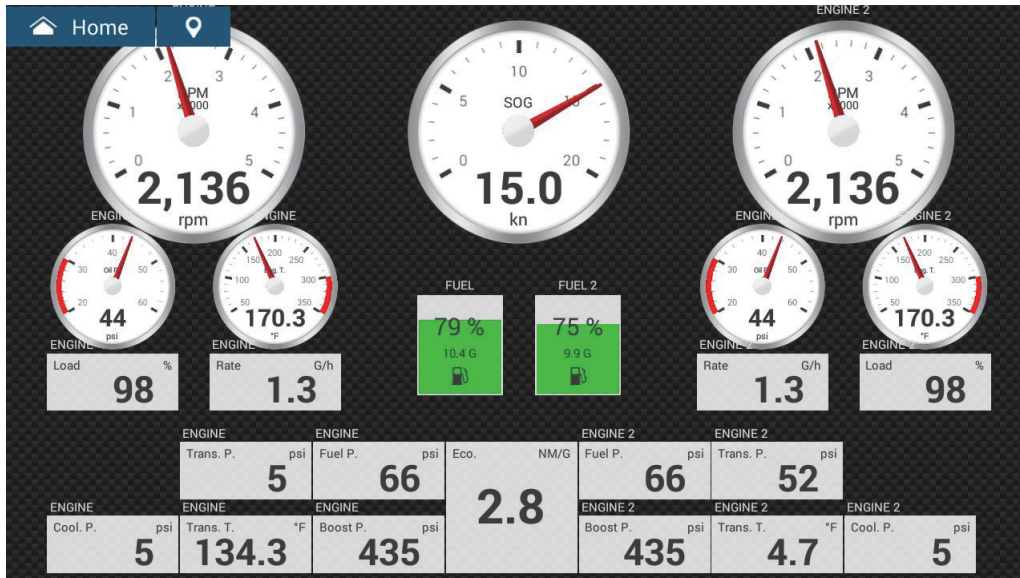 Home
ENGINE 2
0 1 2 3 4 5
x1000
2,136
rpm
0 5 10 15 20
SOG
15.0
kn
0 1 2 3 4 5
RPM
x1000
2,136
rpm
ENGINE
ENGINE
ENGINE
ENGINE 2
20 30 40 50 60
44
psi
50 100 150 200 250 300 350
170.3
°F
FUEL
79 %
10.4 G
FUEL 2
75 %
9.9 G
20 30 40 50 60
44
psi
50 100 150 200 250 300 350
170.3
°F
ENGINE
Load %
98
ENGINE
Rate G/h
1.3
ENGINE 2
Rate G/h
1.3
ENGINE 2
Load %
98
ENGINE
Trans. P. psi
5
ENGINE
Fuel P. psi
66
Eco. NM/G
2.8
ENGINE 2
Fuel P. psi
66
ENGINE 2
Trans. P. psi
52
ENGINE
Cool. P. psi
5
ENGINE
Trans. T. °F
134.3
ENGINE
Boost P. psi
435
ENGINE 2
Boost P. psi
435
ENGINE 2
Trans. T. °F
4.7
ENGINE 2
Cool. P. psi
5